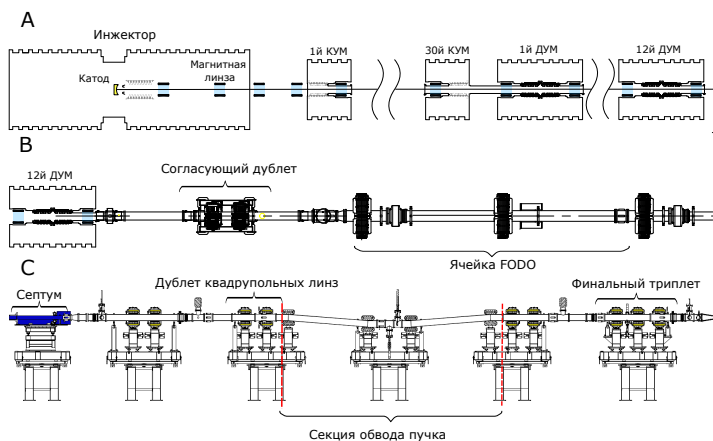 A
Инжектор
Катод
Магнитная
линза
1й КУМ
30й КУМ
1й ДУМ
12й ДУМ
B
12й ДУМ
Согласующий дублет
Ячейка FODO
C
Септум
Дублет квадрупольных линз
Финальный триплет
Секция обвода пучка